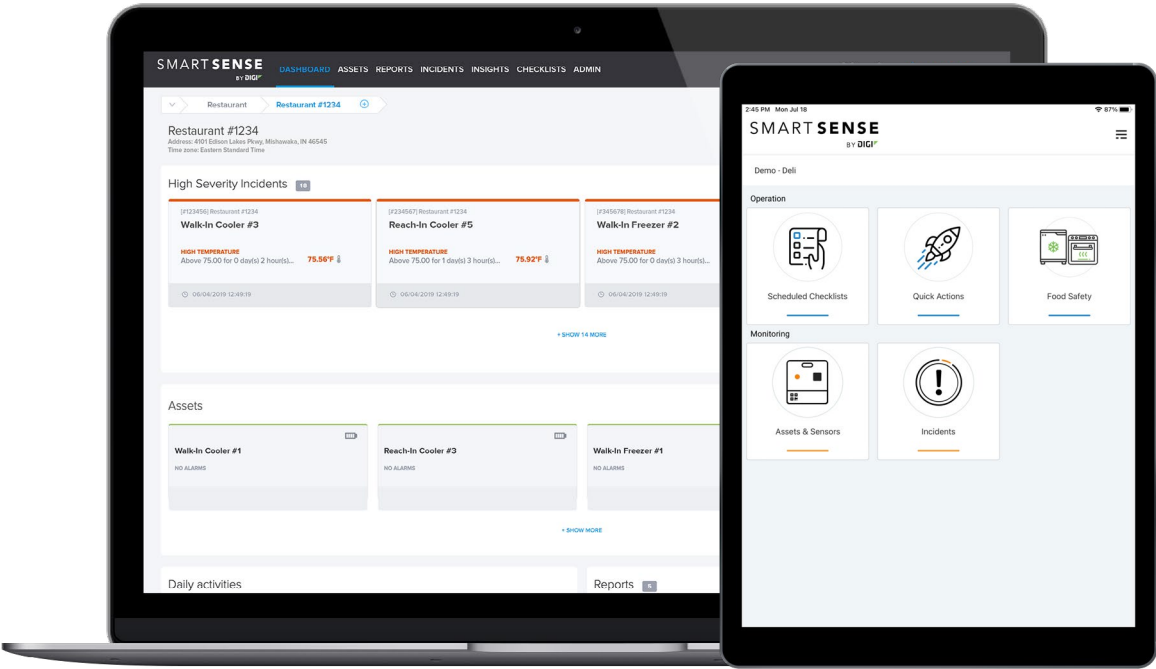 SMART SENSE
BY DIGI
DASHBOARD ASSETS REPORTS INCIDENTS INSIGHTS CHECKLISTS ADMIN
Restaurant Restaurant #1234
Restaurant #1234
Address: 4101 Edison Lakes Pkwy, Mishawaka, IN 46545
Time zone: Eastern Standard Time
High Severity Incidents 18
[#123456] Restaurant #1234
Walk-In Cooler #3
HIGH TEMPERATURE
Above 75.00 for 0 day(s) 2 hour(s)... 75.56°F
06/04/2019 12:49:19
[#234567] Restaurant #1234
Reach-In Cooler #5
HIGH TEMPERATURE
Above 75.00 for 1 day(s) 3 hour(s)... 75.92°F
06/04/2019 12:49:19
[#345678] Restaurant #1234
Walk-In Freezer #2
HIGH TEMPERATURE
Above 75.00 for 0 day(s) 3 hour(s)...
06/04/2019 12:49:19
+ SHOW 14 MORE
Assets
Walk-In Cooler #1
NO ALARMS
Reach-In Cooler #3
NO ALARMS
Walk-In Freezer #1
NO ALARMS
+ SHOW MORE
Daily activities
Reports 5
2:45 PM Mon Jul 18 87%
SMART SENSE
BY DIGI
Demo - Deli
Operation
Scheduled Checklists
Quick Actions
Food Safety
Monitoring
Assets & Sensors
Incidents